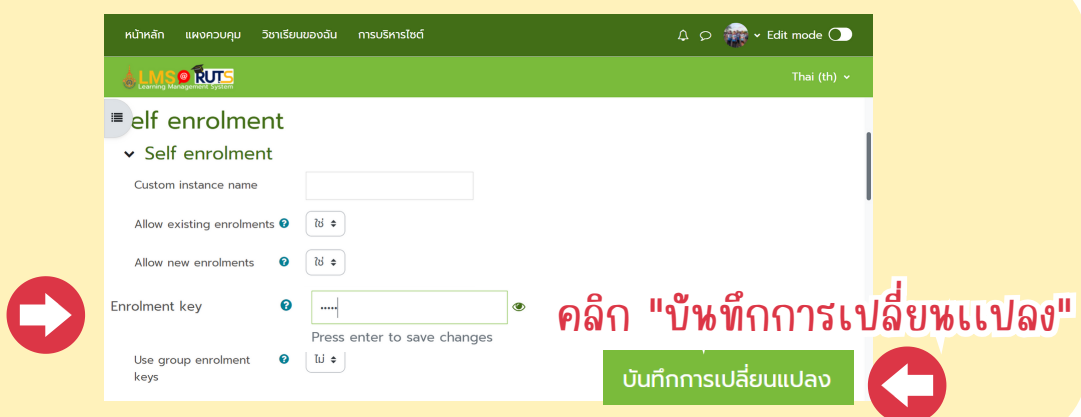 หน้าหลัก แผงควบคุม วิชาเรียนของฉัน การบริหารไซต์ Edit mode
LMS@RUTS
Learning Management System
Thai (th)
elf enrolment
Self enrolment
Custom instance name
Allow existing enrolments ใช่
Allow new enrolments ใช่
Enrolment key •••••
Press enter to save changes
Use group enrolment keys ไม่
คลิก "บันทึกการเปลี่ยนแปลง"
บันทึกการเปลี่ยนแปลง